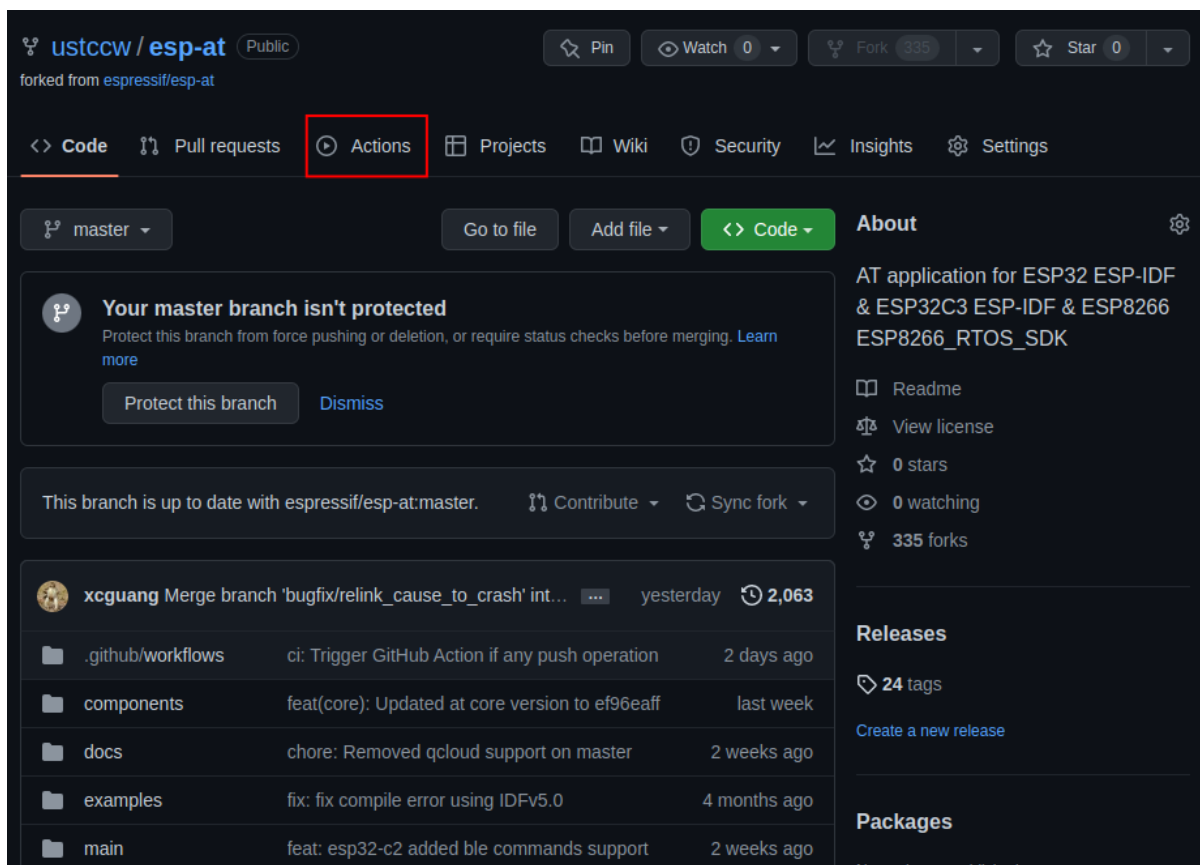 ustccw / esp-at Public
Pin
Watch 0
Fork 335
Star 0
forked from espressif/esp-at
Code
Pull requests
Actions
Projects
Wiki
Security
Insights
Settings
master
Go to file
Add file
Code
Your master branch isn't protected
Protect this branch from force pushing or deletion, or require status checks before merging. Learn
more
Protect this branch
Dismiss
This branch is up to date with espressif/esp-at:master.
Contribute
Sync fork
xcguang Merge branch 'bugfix/relink_cause_to_crash' int... ... yesterday 2,063
.github/workflows ci: Trigger GitHub Action if any push operation 2 days ago
components feat(core): Updated at core version to ef96eaff last week
docs chore: Removed qcloud support on master 2 weeks ago
examples fix: fix compile error using IDFv5.0 4 months ago
main feat: esp32-c2 added ble commands support 2 weeks ago
About
AT application for ESP32 ESP-IDF
& ESP32C3 ESP-IDF & ESP8266
ESP8266_RTOS_SDK
Readme
View license
0 stars
0 watching
335 forks
Releases
24 tags
Create a new release
Packages